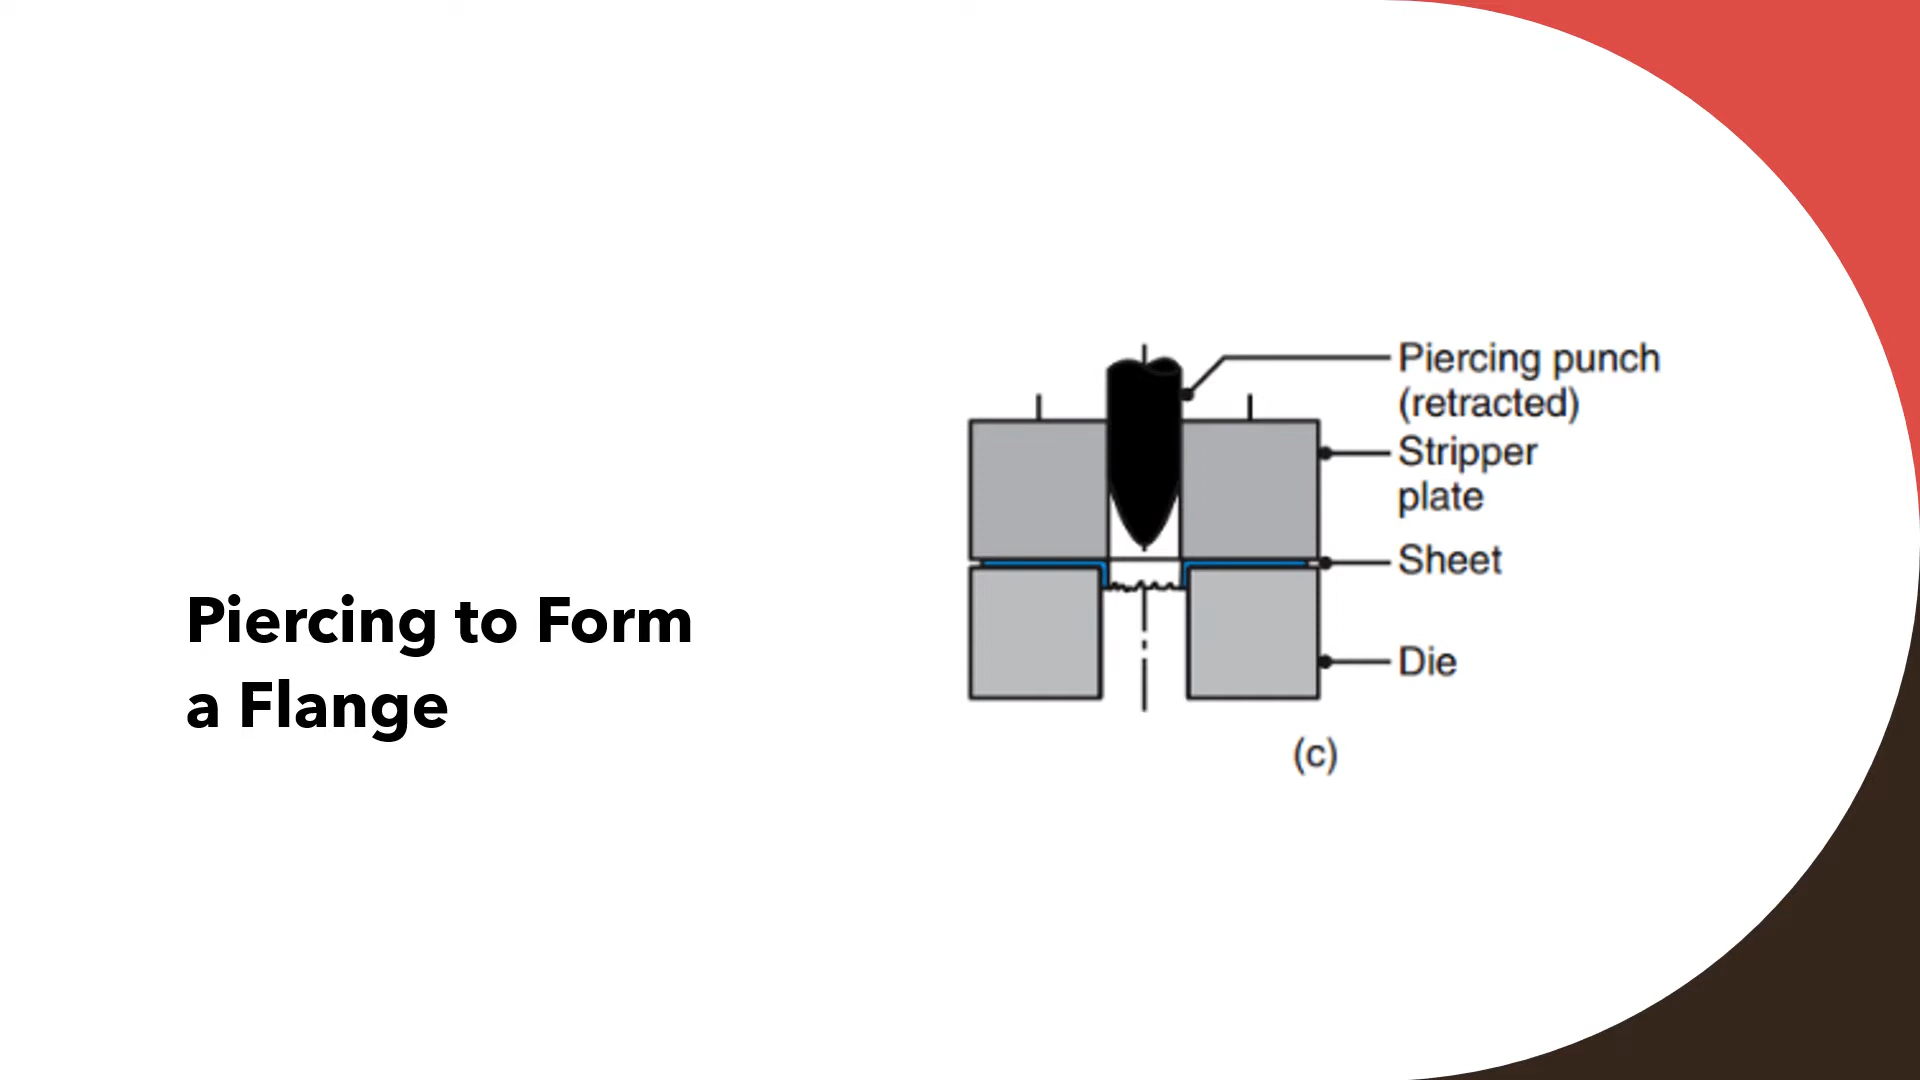 Piercing to Form
a Flange
Piercing punch
(retracted)
Stripper
plate
Sheet
Die
(c)